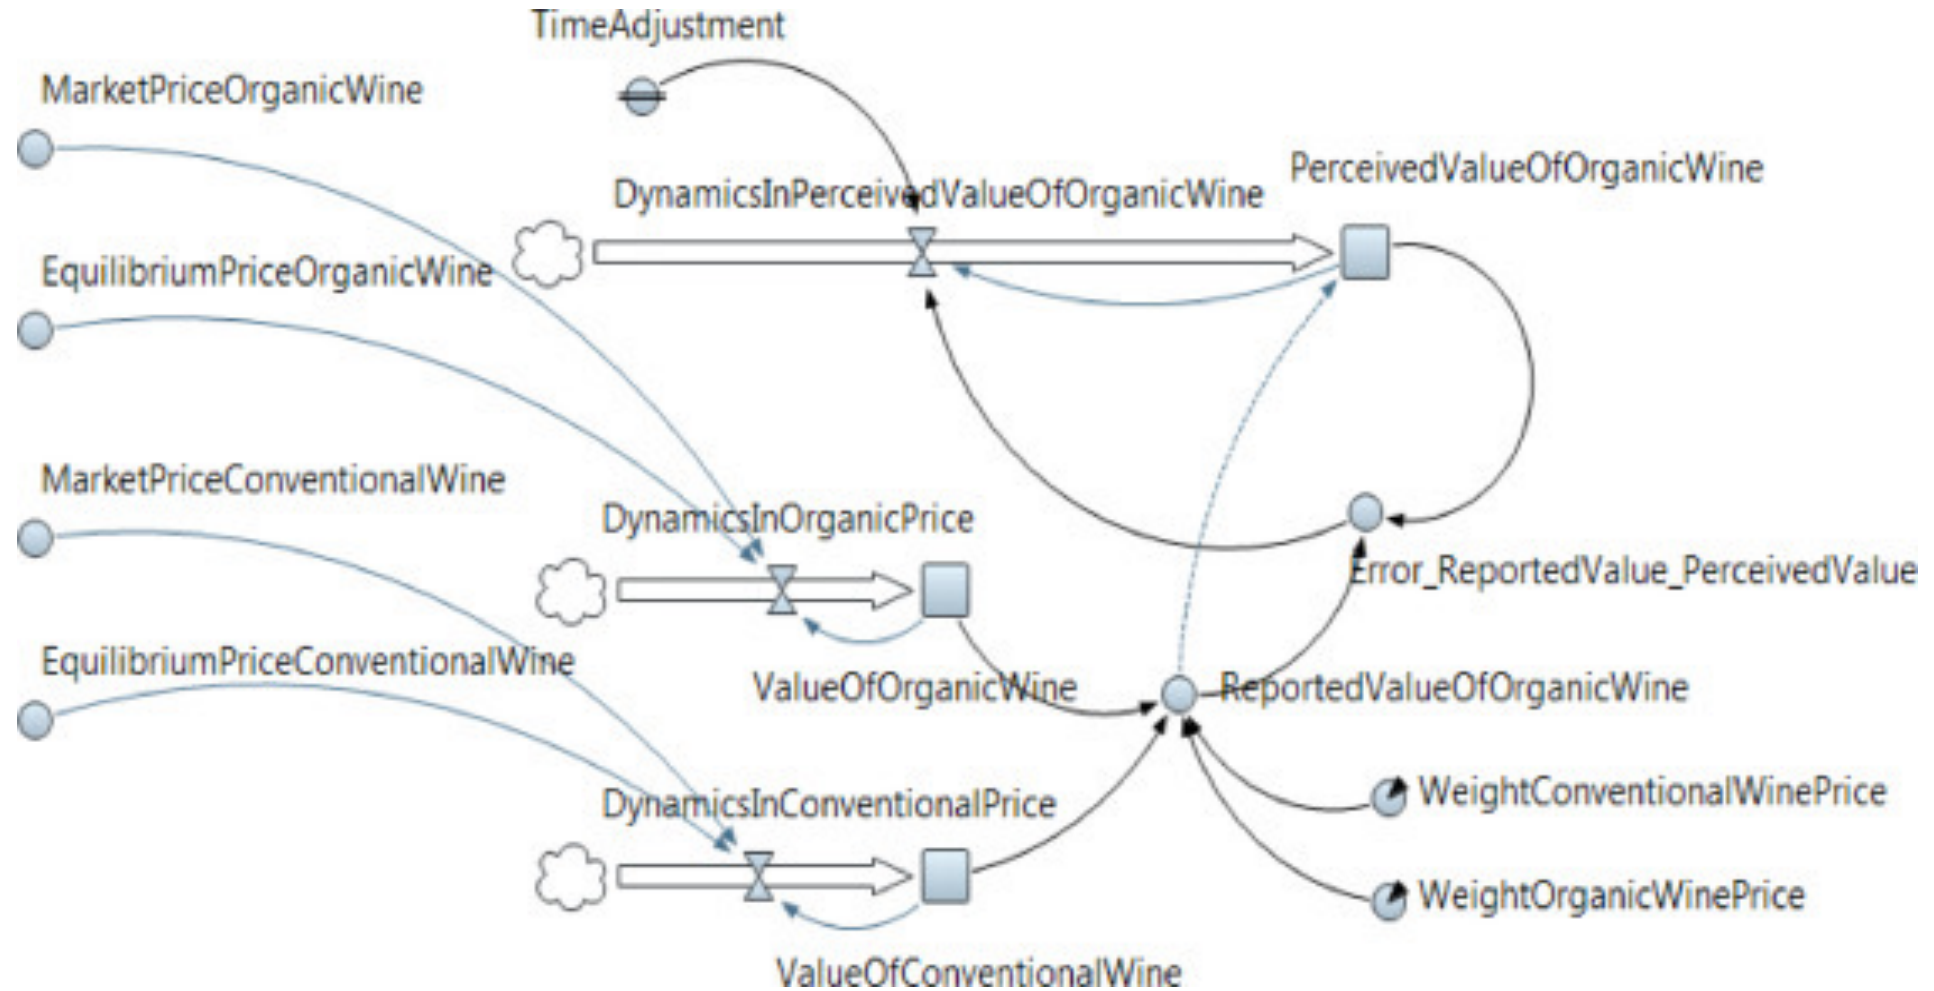 TimeAdjustment
MarketPriceOrganicWine
PerceivedValueOfOrganicWine
DynamicsInPerceivedValueOfOrganicWine
EquilibriumPriceOrganicWine
MarketPriceConventionalWine
DynamicsInOrganicPrice
Error_ReportedValue_PerceivedValue
EquilibriumPriceConventionalWine
ValueOfOrganicWine
ReportedValueOfOrganicWine
DynamicsInConventionalPrice
WeightConventionalWinePrice
WeightOrganicWinePrice
ValueOfConventionalWine